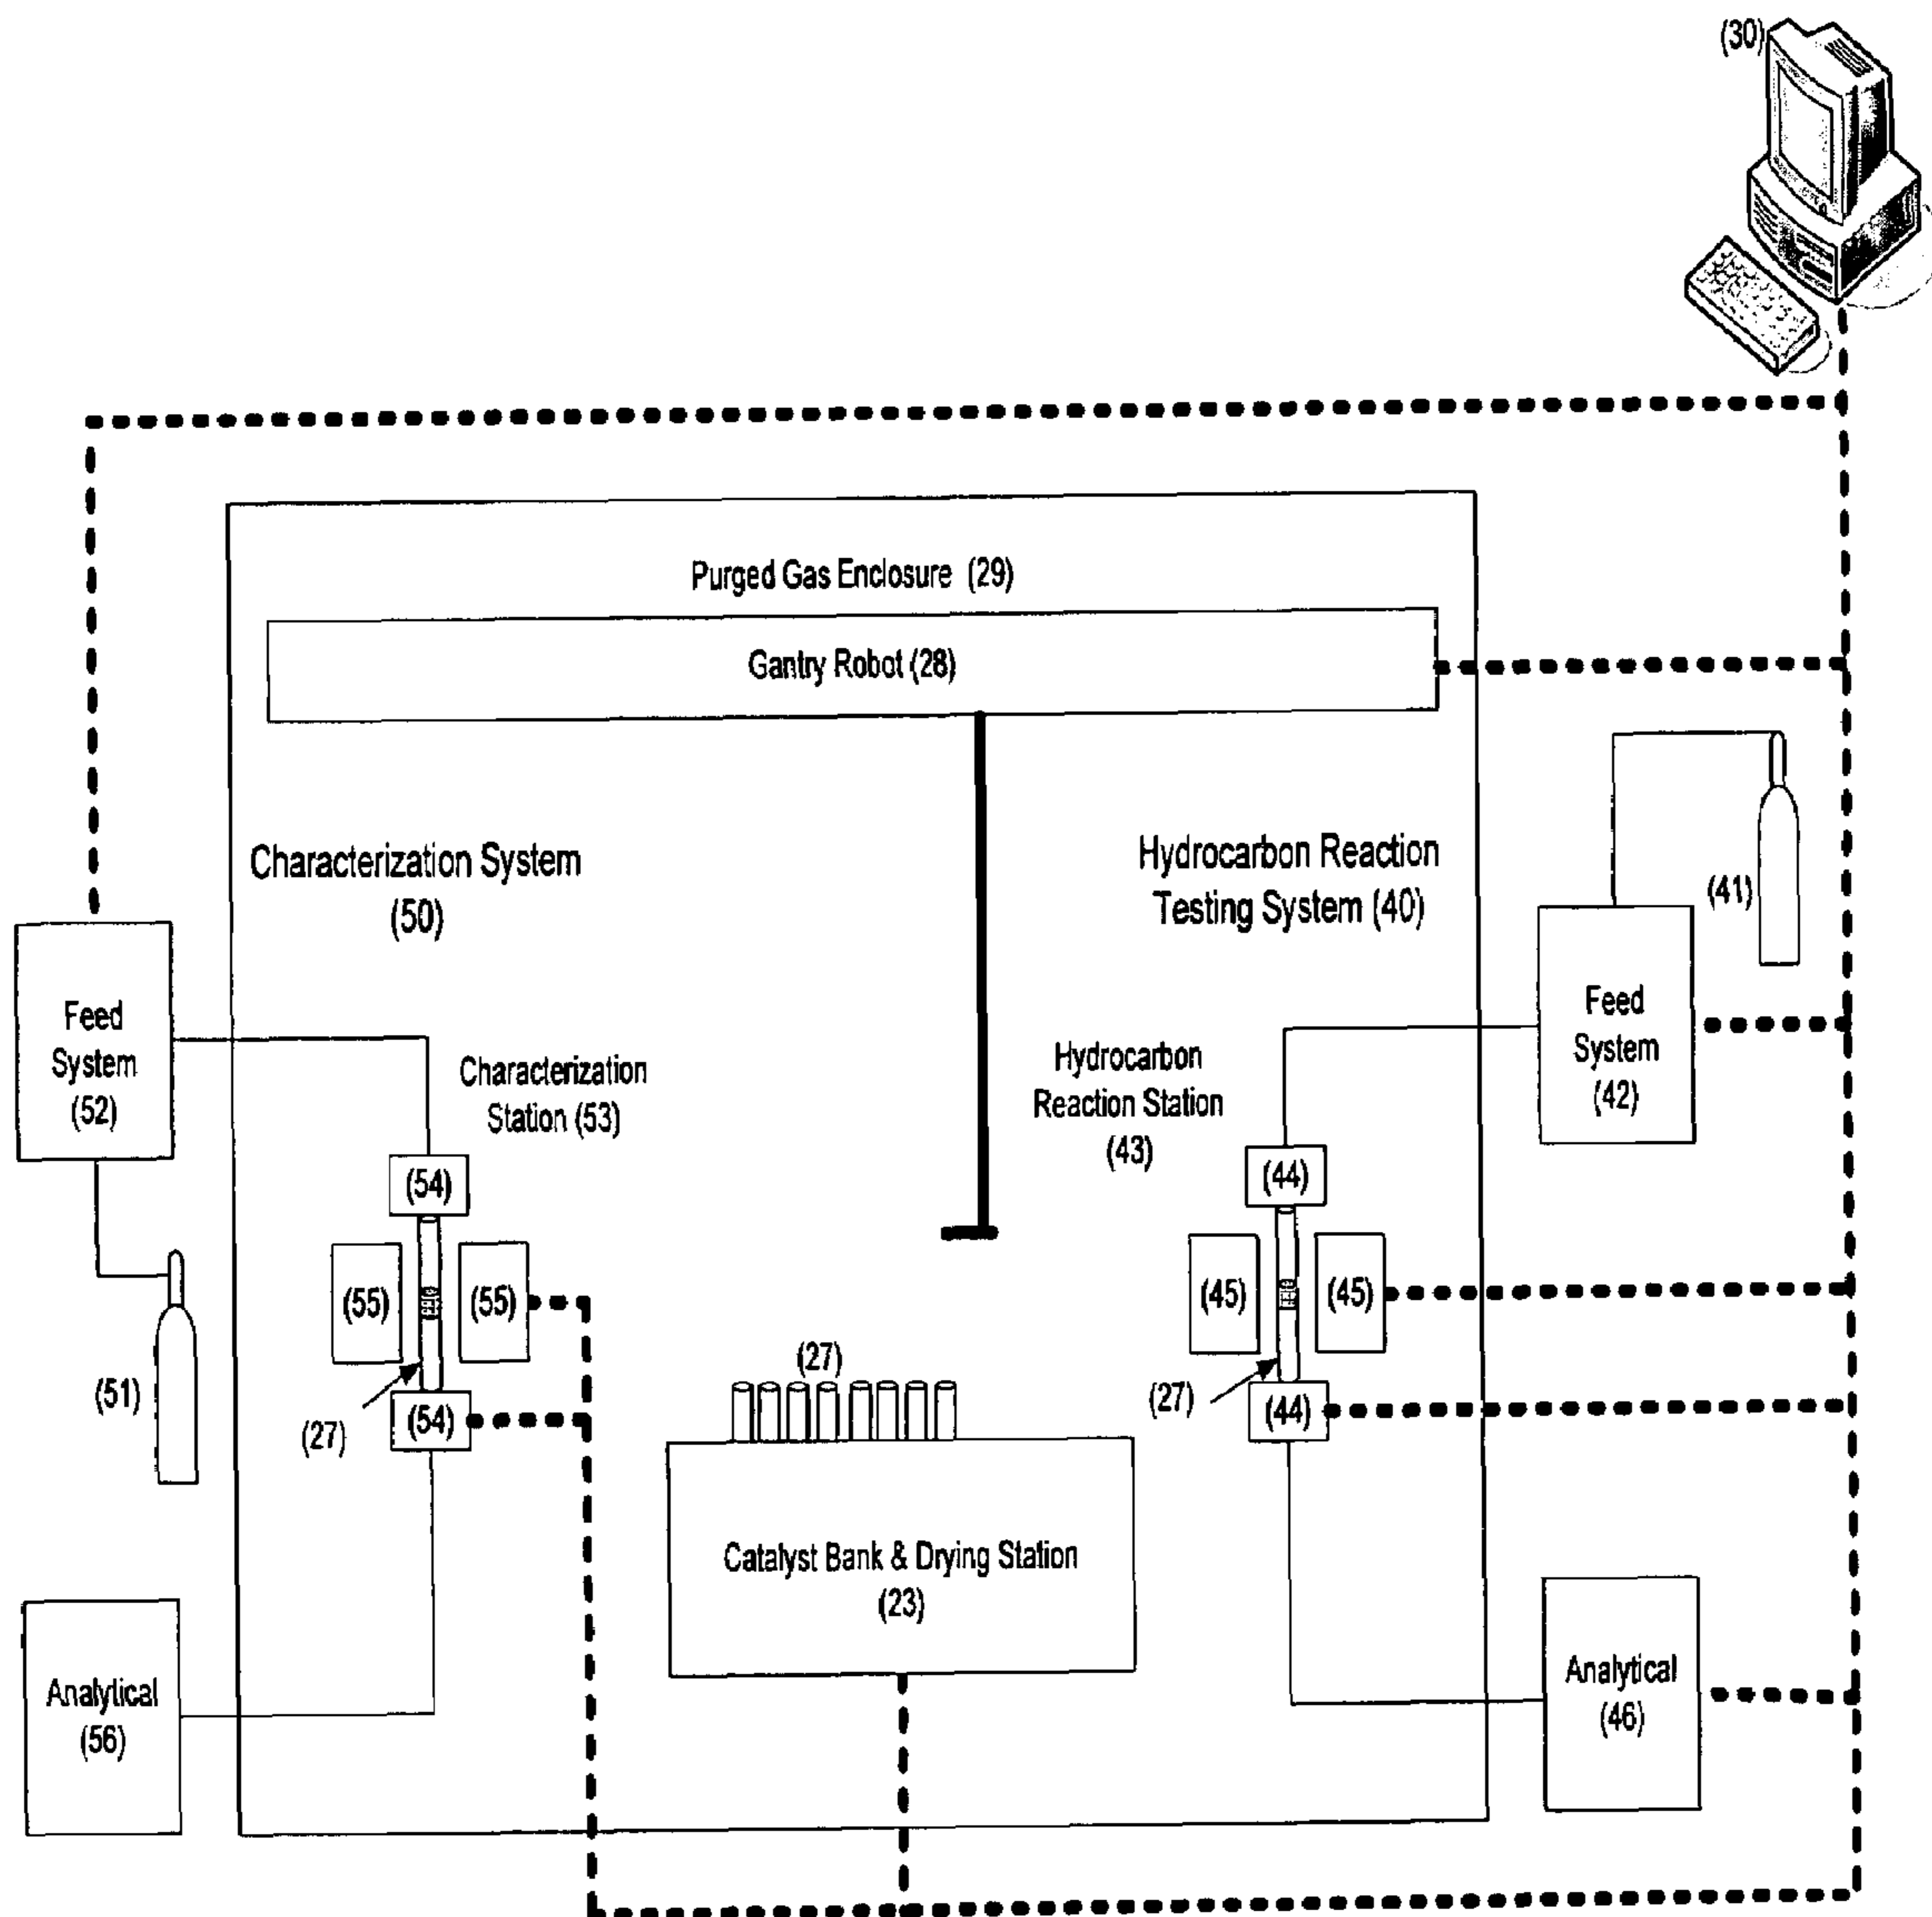 (30)
Purged Gas Enclosure (29)
Gantry Robot (28)
Characterization System
(50)
Hydrocarbon Reaction
Testing System (40)
(41)
Feed
System
(52)
Characterization
Station (53)
Hydrocarbon
Reaction Station
(43)
Feed
System
(42)
(54)
(44)
(55)
(55)
(45)
(45)
(51)
(27)
(54)
(27)
(27)
(44)
Catalyst Bank & Drying Station
(23)
Analytical
(56)
Analytical
(46)